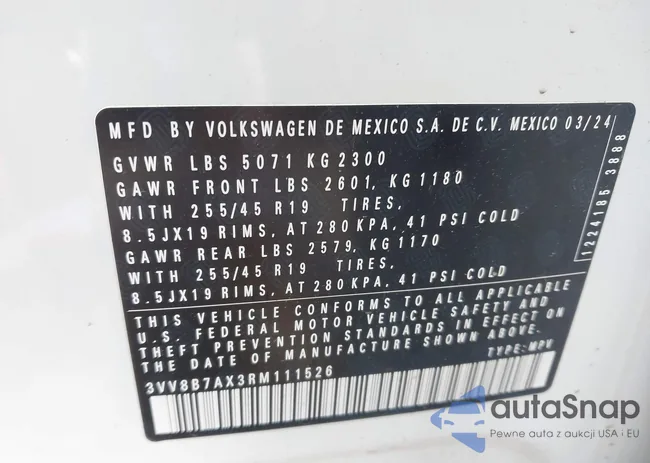 MFD BY VOLKSWAGEN DE MEXICO S.A. DE C.V. MEXICO 03/24
GVWR LBS 5071 KG 2300
GAWR FRONT LBS 2601, KG 1180
WITH 255/45 R19 TIRES,
8.5JX19 RIMS, AT 280 KPA, 41 PSI COLD
GAWR REAR LBS 2579, KG 1170
WITH 255/45 R19 TIRES,
8.5JX19 RIMS, AT 280 KPA, 41 PSI COLD
THIS VEHICLE CONFORMS TO ALL APPLICABLE
U.S. FEDERAL MOTOR VEHICLE SAFETY AND
THEFT PREVENTION STANDARDS IN EFFECT ON
THE DATE OF MANUFACTURE SHOWN ABOVE.
TYPE: MPV
3VV8B7AX3RM111526
1224185 3888
autaSnap
Pewne auta z aukcji USA i EU